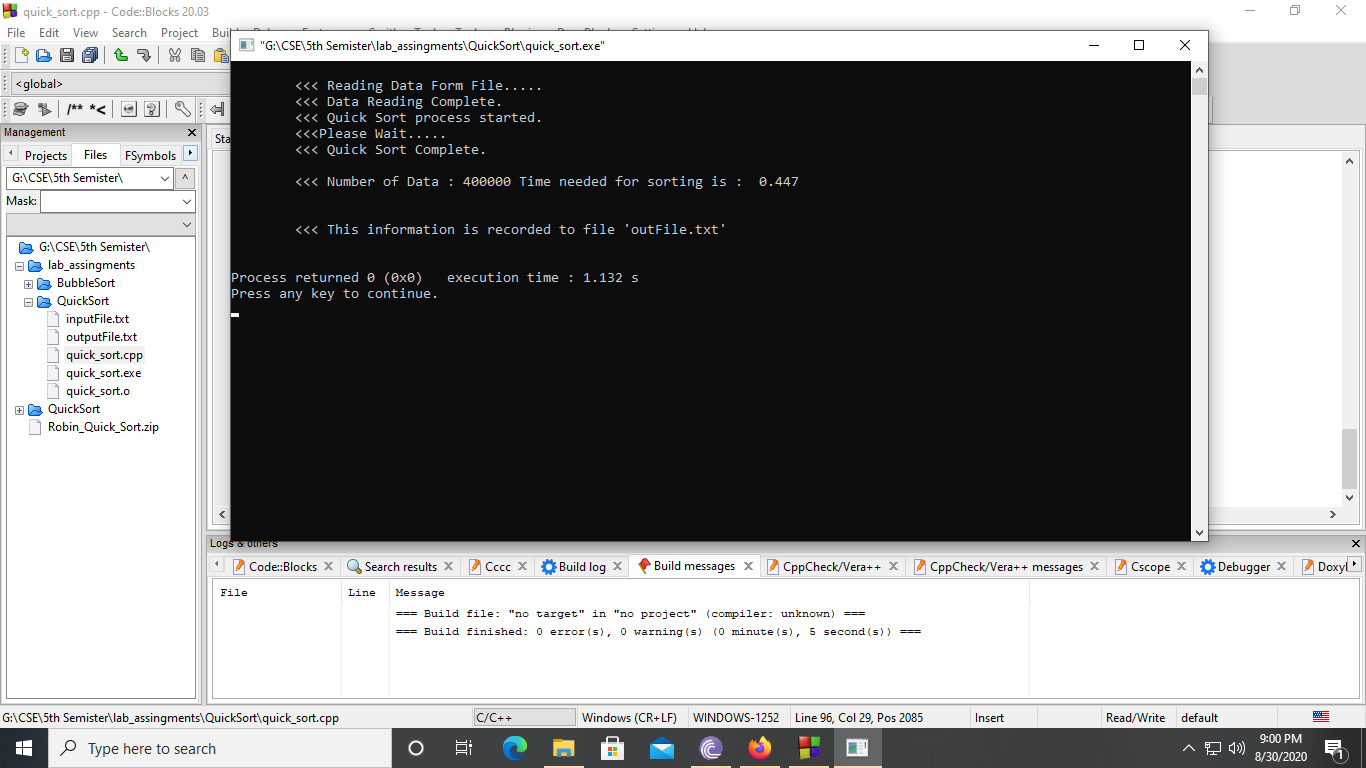 quick_sort.cpp - Code::Blocks 20.03
File Edit View Search Project
"G:\CSE\5th Semister\lab_assingments\QuickSort\quick_sort.exe"
<global>
/** *<
Management
Projects Files FSymbols
G:\CSE\5th Semister\
Mask:
G:\CSE\5th Semister\
lab_assingments
BubbleSort
QuickSort
inputFile.txt
outputFile.txt
quick_sort.cpp
quick_sort.exe
quick_sort.o
QuickSort
Robin_Quick_Sort.zip
<<< Reading Data Form File.....
<<< Data Reading Complete.
<<< Quick Sort process started.
<<<Please Wait.....
<<< Quick Sort Complete.
<<< Number of Data : 400000 Time needed for sorting is :  0.447
<<< This information is recorded to file 'outFile.txt'
Process returned 0 (0x0)   execution time : 1.132 s
Press any key to continue.
Logs & others
Code::Blocks Search results Cccc Build log Build messages CppCheck/Vera++ CppCheck/Vera++ messages Cscope Debugger Doxyl
File Line Message
=== Build file: "no target" in "no project" (compiler: unknown) ===
=== Build finished: 0 error(s), 0 warning(s) (0 minute(s), 5 second(s)) ===
G:\CSE\5th Semister\lab_assingments\QuickSort\quick_sort.cpp C/C++ Windows (CR+LF) WINDOWS-1252 Line 96, Col 29, Pos 2085 Insert Read/Write default
Type here to search
9:00 PM
8/30/2020
1